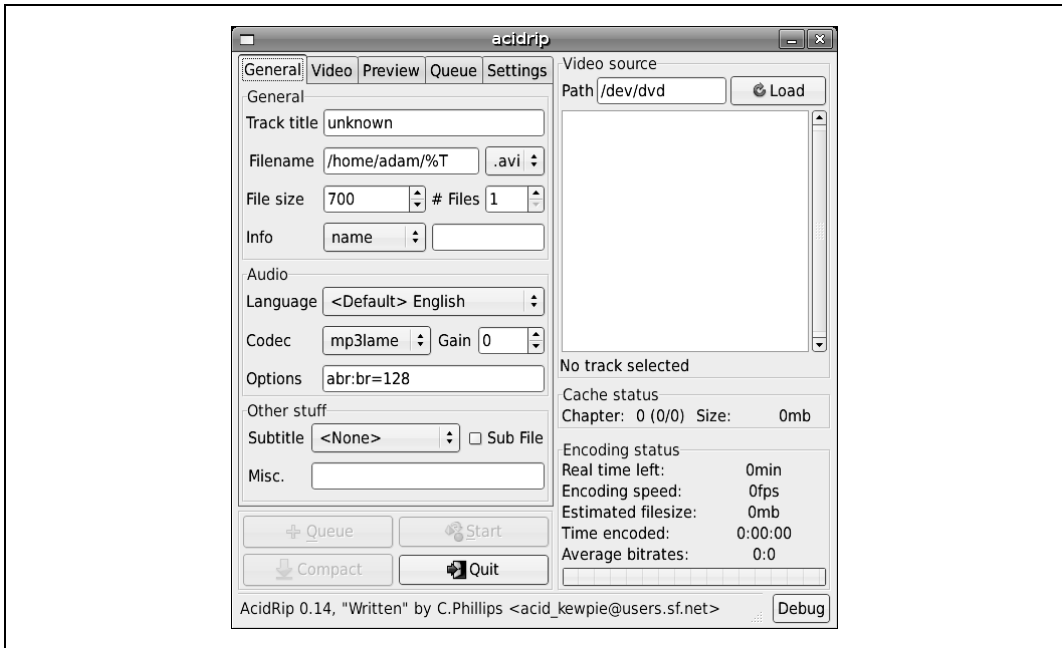 acidrip
General Video Preview Queue Settings
General
Track title unknown
Filename /home/adam/%T .avi
File size 700 # Files 1
Info name
Audio
Language <Default> English
Codec mp3lame Gain 0
Options abr:br=128
Other stuff
Subtitle <None> Sub File
Misc.
Queue Start
Compact Quit
Video source
Path /dev/dvd Load
No track selected
Cache status
Chapter: 0 (0/0) Size: 0mb
Encoding status
Real time left: 0min
Encoding speed: 0fps
Estimated filesize: 0mb
Time encoded: 0:00:00
Average bitrates: 0:0
AcidRip 0.14, "Written" by C.Phillips <acid_kewpie@users.sf.net> Debug